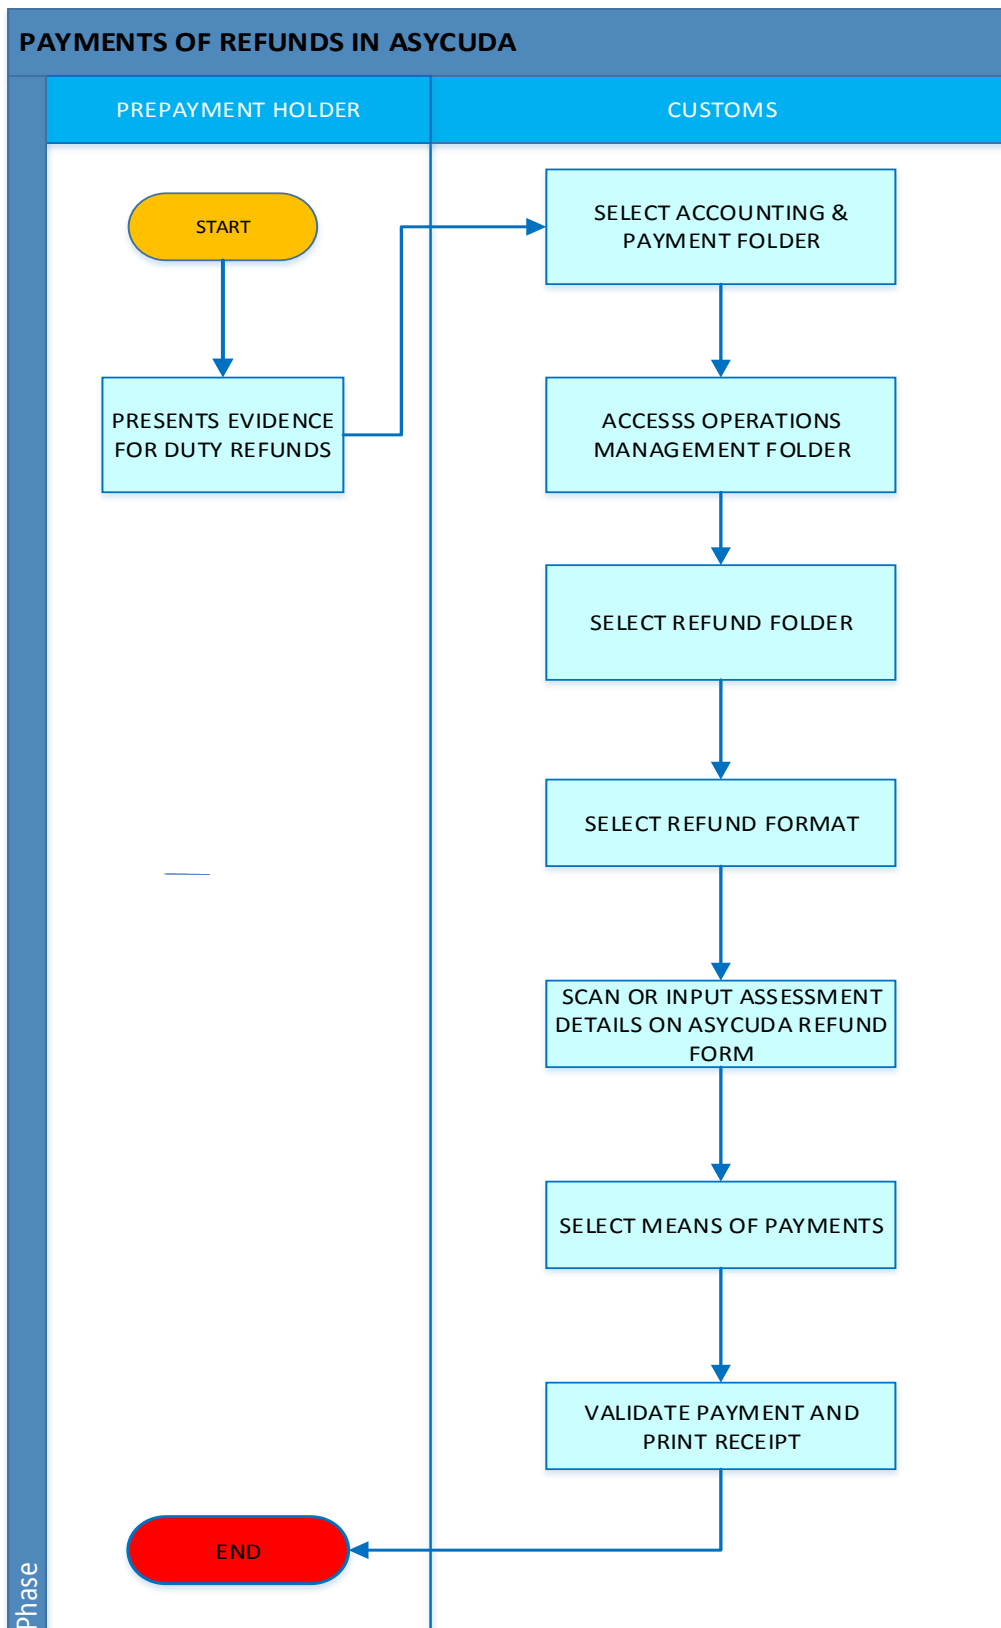 PAYMENTS OF REFUNDS IN ASYCUDA
PREPAYMENT HOLDER
CUSTOMS
START
SELECT ACCOUNTING &
PAYMENT FOLDER
PRESENTS EVIDENCE
FOR DUTY REFUNDS
ACCESSS OPERATIONS
MANAGEMENT FOLDER
SELECT REFUND FOLDER
SELECT REFUND FORMAT
SCAN OR INPUT ASSESSMENT
DETAILS ON ASYCUDA REFUND
FORM
SELECT MEANS OF PAYMENTS
VALIDATE PAYMENT AND
PRINT RECEIPT
END
Phase